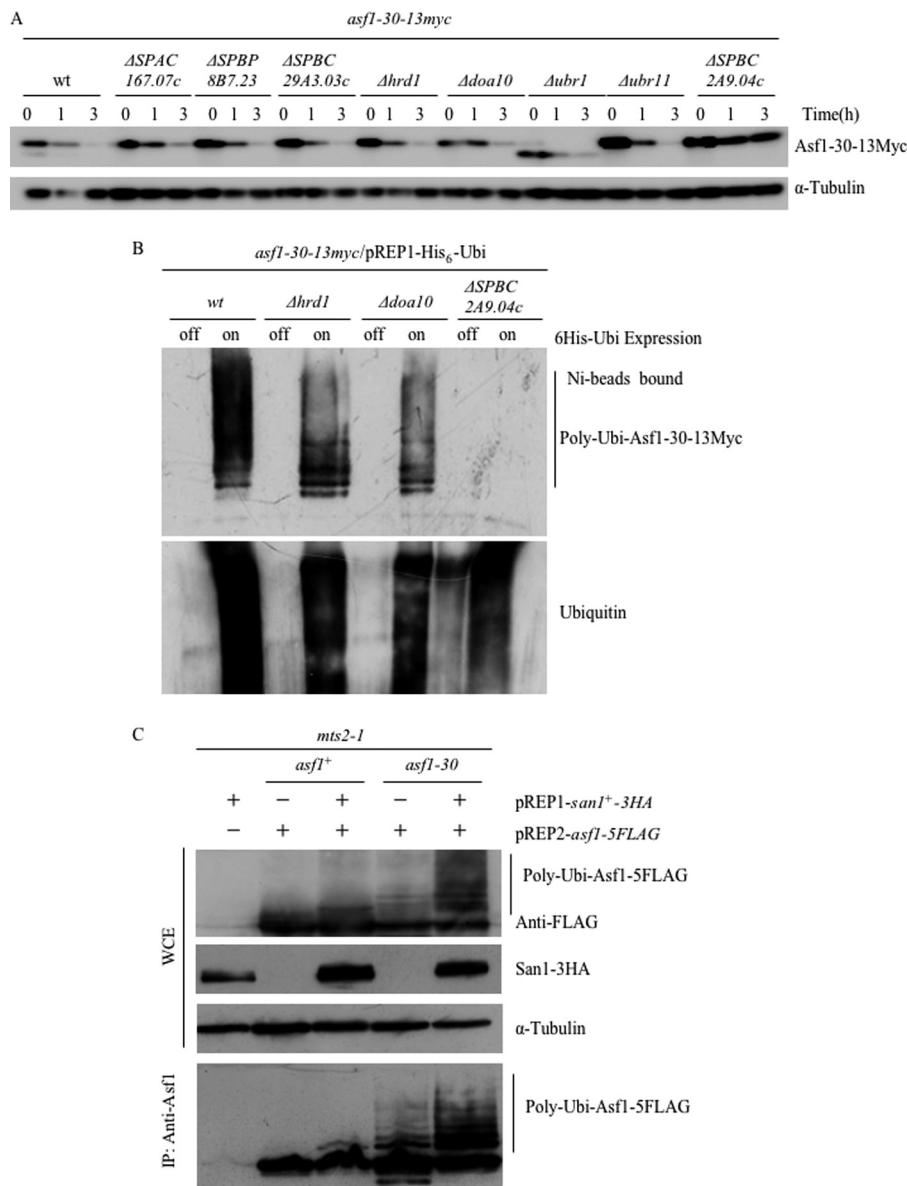 A
asf1-30-13myc
wt ΔSPAC 167.07c ΔSPBP 8B7.23 ΔSPBC 29A3.03c Δhrd1 Δdoa10 Δubr1 Δubr11 ΔSPBC 2A9.04c
0 1 3 0 1 3 0 1 3 0 1 3 0 1 3 0 1 3 0 1 3 0 1 3 0 1 3 Time(h)
Asf1-30-13Myc
α-Tubulin
B
asf1-30-13myc/pREP1-His6-Ubi
wt Δhrd1 Δdoa10 ΔSPBC 2A9.04c
off on off on off on off on 6His-Ubi Expression
Ni-beads bound
Poly-Ubi-Asf1-30-13Myc
Ubiquitin
C
mts2-1
asf1+ asf1-30
+ − + − + pREP1-san1+-3HA
− + + + + pREP2-asf1-5FLAG
Poly-Ubi-Asf1-5FLAG
Anti-FLAG
WCE
San1-3HA
α-Tubulin
IP: Anti-Asf1
Poly-Ubi-Asf1-5FLAG